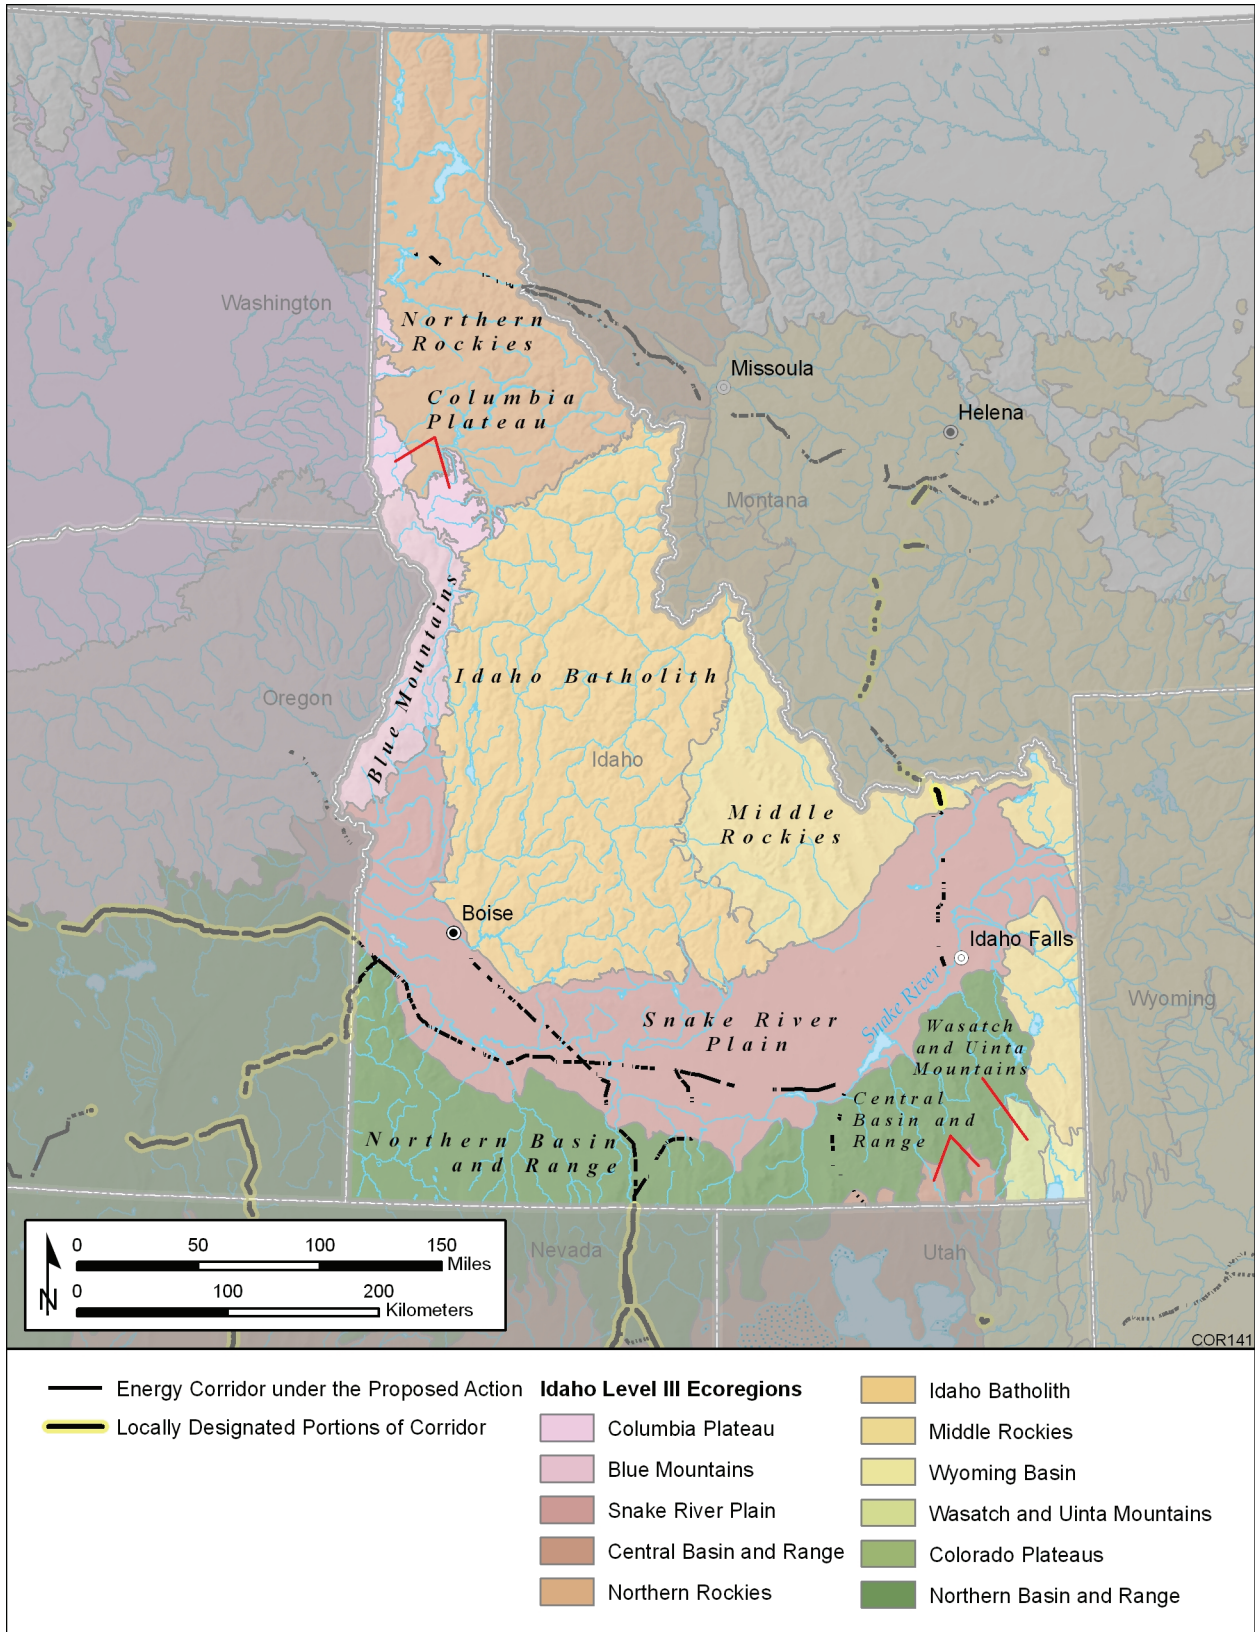 Washington
Northern
Rockies
Missoula
Columbia
Plateau
Helena
Montana
Blue Mountains
Idaho Batholith
Oregon
Idaho
Middle
Rockies
Boise
Idaho Falls
Snake River
Wyoming
Snake River
Plain
Wasatch
and Uinta
Mountains
Central
Basin and
Range
Northern Basin
and Range
Nevada
Utah
N
0 50 100 150
Miles
0 100 200
Kilometers
COR141
Energy Corridor under the Proposed Action
Locally Designated Portions of Corridor
Idaho Level III Ecoregions
Columbia Plateau
Blue Mountains
Snake River Plain
Central Basin and Range
Northern Rockies
Idaho Batholith
Middle Rockies
Wyoming Basin
Wasatch and Uinta Mountains
Colorado Plateaus
Northern Basin and Range